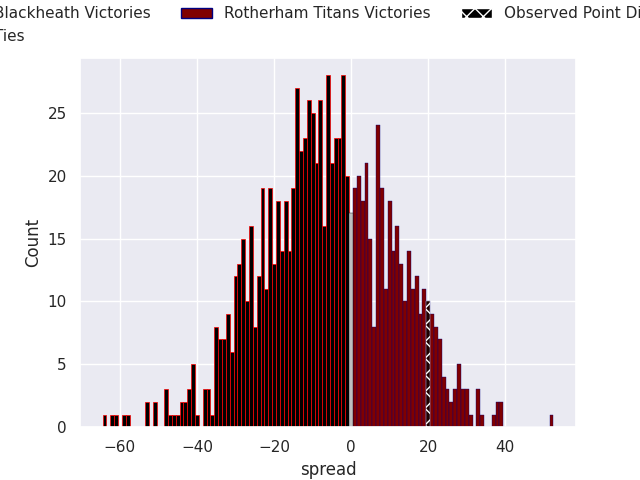 Blackheath Victories Rotherham Titans Victories Observed Point Di
Ties
25
20
15
10
5
0
Count
−60 −40 −20 0 20 40
spread